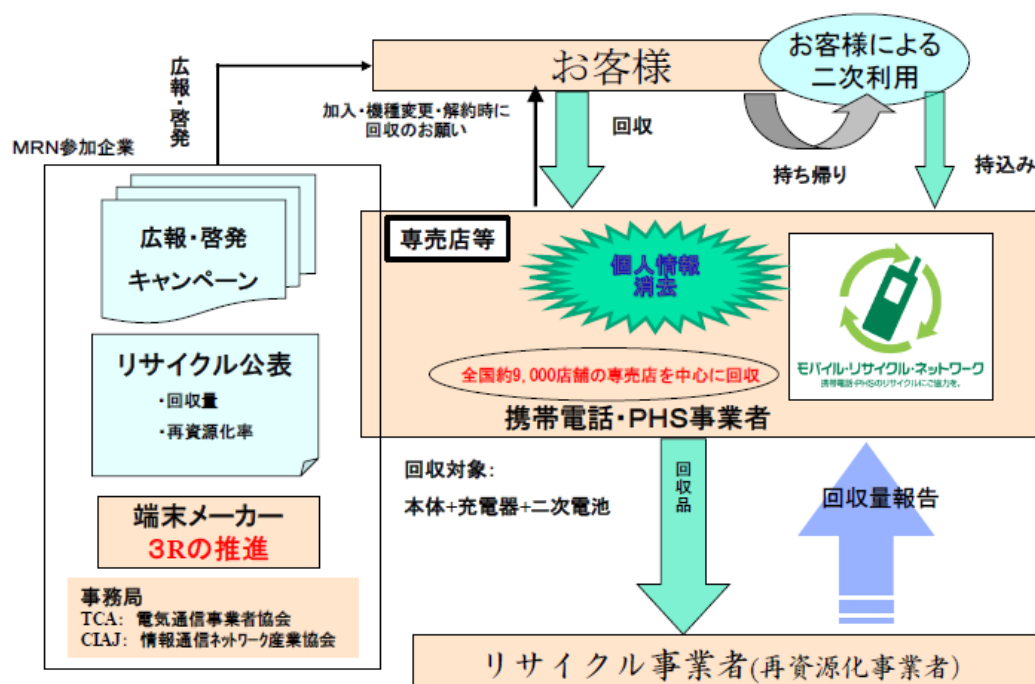 お客様
お客様による
二次利用
広報・啓発
加入・機種変更・解約時に
回収のお願い
回収
持ち帰り
持込み
MRN参加企業
広報・啓発
キャンペーン
リサイクル公表
・回収量
・再資源化率
端末メーカー
3Rの推進
事務局
TCA: 電気通信事業者協会
CIAJ: 情報通信ネットワーク産業協会
専売店等
個人情報
消去
全国約9,000店舗の専売店を中心に回収
携帯電話・PHS事業者
モバイル・リサイクル・ネットワーク
携帯電話・PHSのリサイクルにご協力を。
回収対象:
本体+充電器+二次電池
回収品
回収量報告
リサイクル事業者(再資源化事業者)